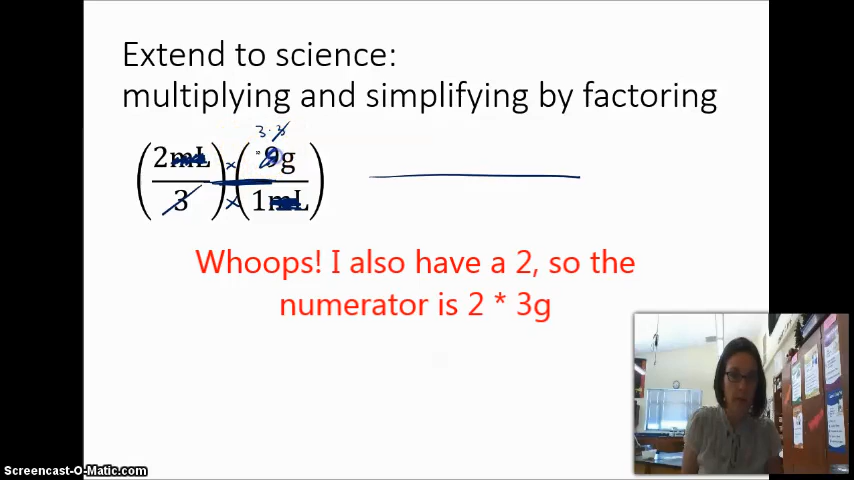 Extend to science:
multiplying and simplifying by factoring
3 · 3
(2mL/3) × (9g/1mL)
×
Whoops! I also have a 2, so the
numerator is 2 * 3g
Screencast-O-Matic.com